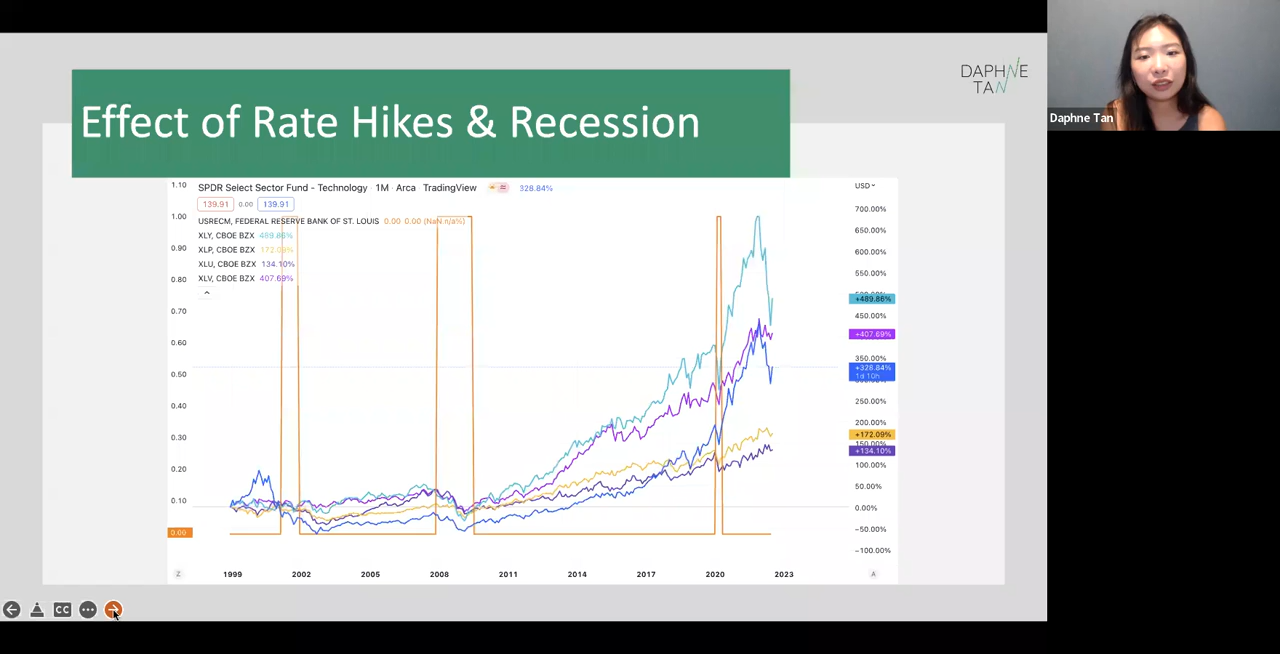 Effect of Rate Hikes & Recession
DAPHNE
TAN
Daphne Tan
SPDR Select Sector Fund - Technology · 1M · Arca TradingView 328.84%
139.91 0.00 139.91
USRECM, FEDERAL RESERVE BANK OF ST. LOUIS 0.00 0.00 (NaN n/a%)
XLY, CBOE BZX 489.86%
XLP, CBOE BZX 172.09%
XLU, CBOE BZX 134.10%
XLV, CBOE BZX 407.69%
1.10
1.00
0.90
0.80
0.70
0.60
0.50
0.40
0.30
0.20
0.10
0.00
USD
700.00%
650.00%
600.00%
550.00%
+489.86%
450.00%
+407.69%
350.00%
+328.84%
1d 10h
250.00%
200.00%
+172.09%
150.00%
+134.10%
100.00%
50.00%
0.00%
−50.00%
−100.00%
Z 1999 2002 2005 2008 2011 2014 2017 2020 2023 A
CC